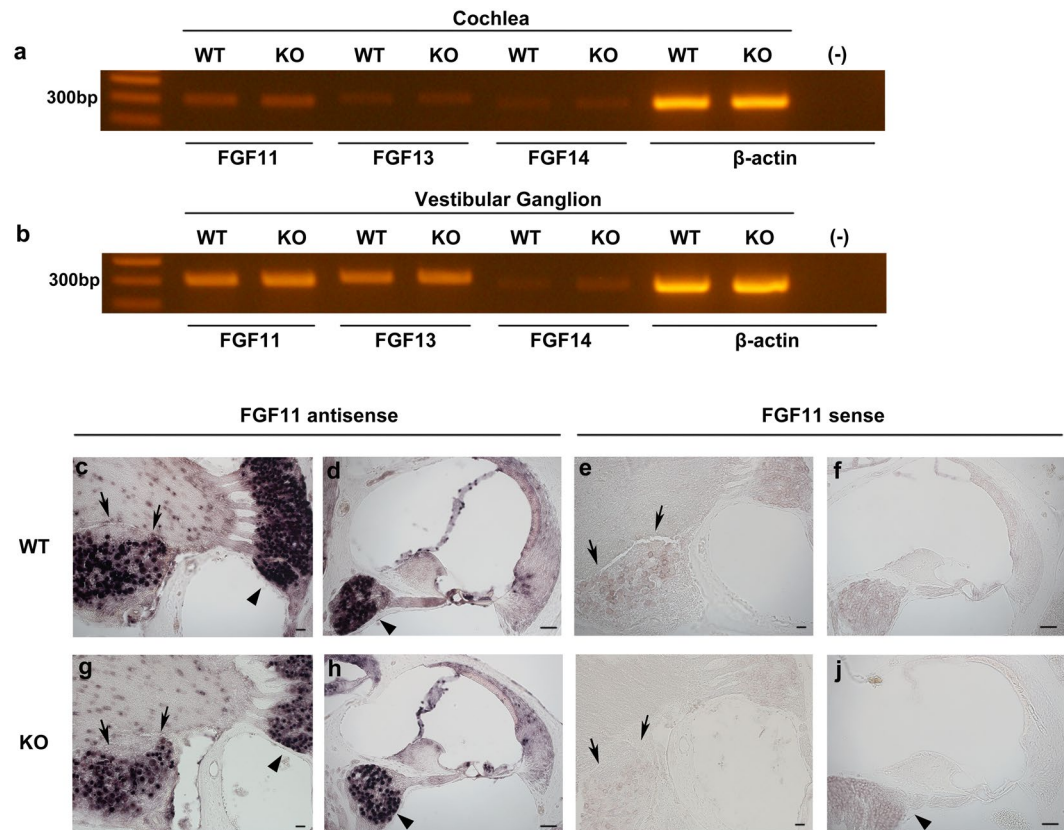 Cochlea
a
WT KO WT KO WT KO WT KO (-)
300bp
FGF11 FGF13 FGF14 β-actin
Vestibular Ganglion
b
WT KO WT KO WT KO WT KO (-)
300bp
FGF11 FGF13 FGF14 β-actin
FGF11 antisense FGF11 sense
c d e f
WT
g h j
KO